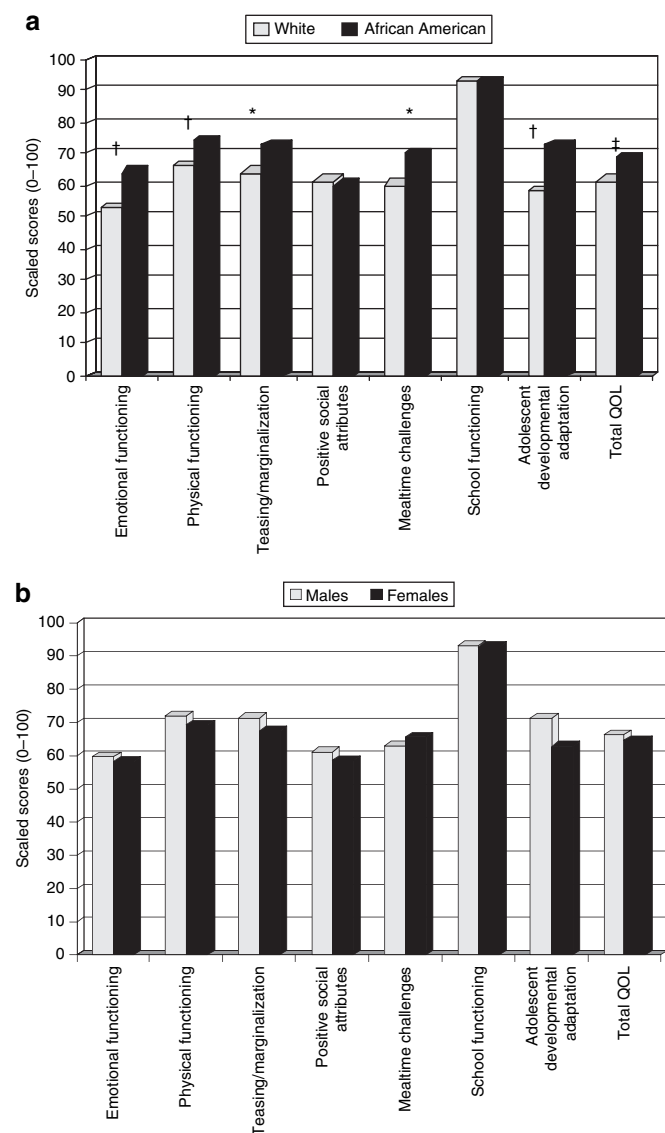 a
White African American
Scaled scores (0–100)
100
90
80
70
60
50
40
30
20
10
0
‡ † * * † ‡
Emotional functioning
Physical functioning
Teasing/marginalization
Positive social
attributes
Mealtime challenges
School functioning
Adolescent
developmental
adaptation
Total QOL
b
Males Females
Scaled scores (0–100)
100
90
80
70
60
50
40
30
20
10
0
Emotional functioning
Physical functioning
Teasing/marginalization
Positive social
attributes
Mealtime challenges
School functioning
Adolescent
developmental
adaptation
Total QOL